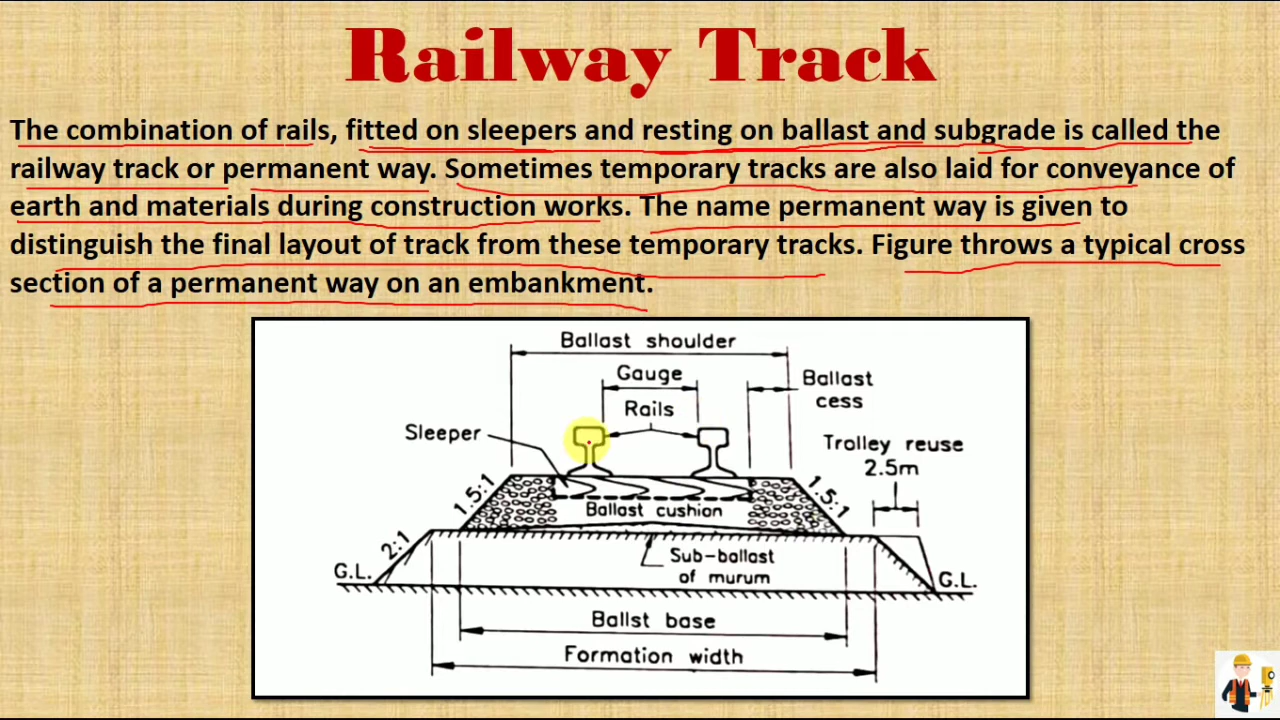 Railway Track
The combination of rails, fitted on sleepers and resting on ballast and subgrade is called the
railway track or permanent way. Sometimes temporary tracks are also laid for conveyance of
earth and materials during construction works. The name permanent way is given to
distinguish the final layout of track from these temporary tracks. Figure throws a typical cross
section of a permanent way on an embankment.
Ballast shoulder
Gauge
Ballast
cess
Rails
Sleeper
Trolley reuse
2.5m
1.5:1
1.5:1
Ballast cushion
2:1
Sub-ballast
of murum
G.L.
G.L.
Ballst base
Formation width